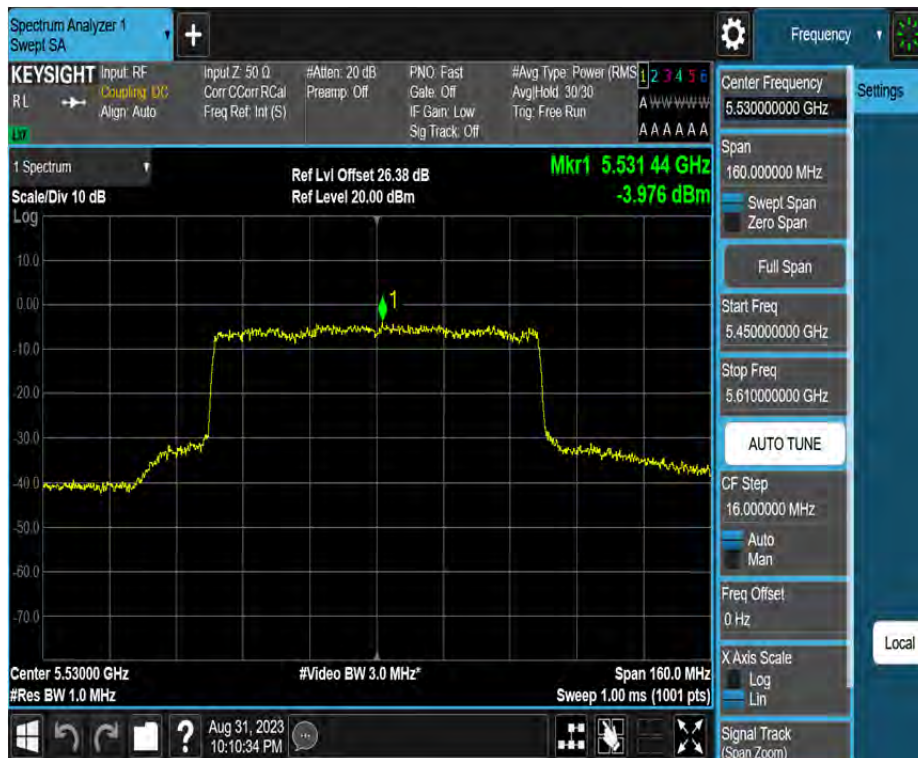 Spectrum Analyzer 1
Swept SA
Frequency
KEYSIGHT
RL
LXI
Input: RF
Coupling: DC
Align: Auto
Input Z: 50 Ω
Corr CCorr RCal
Freq Ref: Int (S)
#Atten: 20 dB
Preamp: Off
PNO: Fast
Gate: Off
IF Gain: Low
Sig Track: Off
#Avg Type: Power (RMS
Avg|Hold: 30/30
Trig: Free Run
1 2 3 4 5 6
A W W W W W
A A A A A A
Center Frequency
5.530000000 GHz
Settings
Span
160.000000 MHz
Swept Span
Zero Span
Full Span
Start Freq
5.450000000 GHz
Stop Freq
5.610000000 GHz
AUTO TUNE
CF Step
16.000000 MHz
Auto
Man
Freq Offset
0 Hz
X Axis Scale
Log
Lin
Local
Signal Track
(Span Zoom)
1 Spectrum
Scale/Div 10 dB
Log
Ref Lvl Offset 26.38 dB
Ref Level 20.00 dBm
Mkr1 5.531 44 GHz
-3.976 dBm
10.0
0.00
-10.0
-20.0
-30.0
-40.0
-50.0
-60.0
-70.0
1
Center 5.53000 GHz
#Res BW 1.0 MHz
#Video BW 3.0 MHz*
Span 160.0 MHz
Sweep 1.00 ms (1001 pts)
Aug 31, 2023
10:10:34 PM